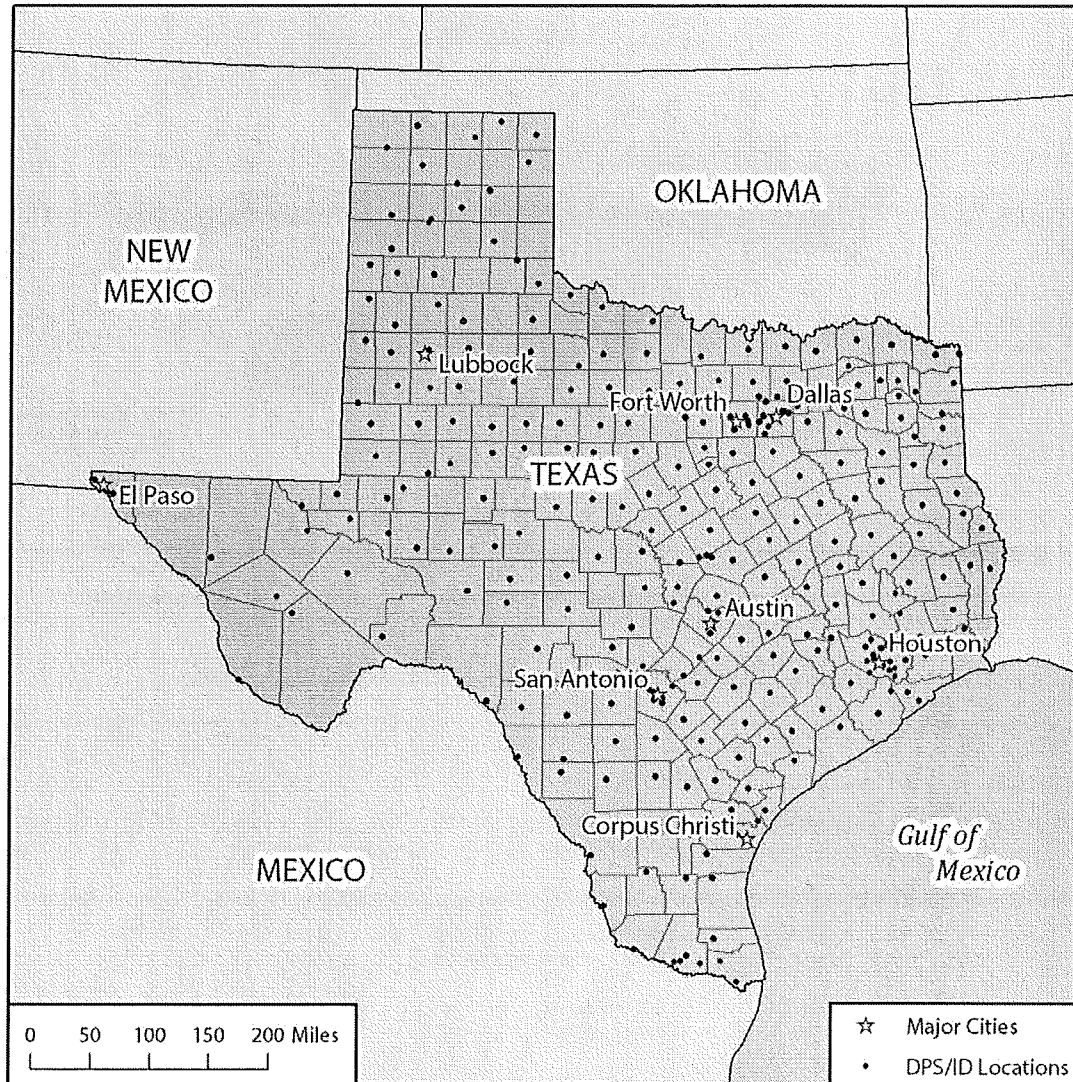 OKLAHOMA
NEW
MEXICO
Lubbock
Fort Worth
Dallas
TEXAS
El Paso
Austin
Houston
San Antonio
Corpus Christi
Gulf of
Mexico
MEXICO
0 50 100 150 200 Miles
Major Cities
DPS/ID Locations